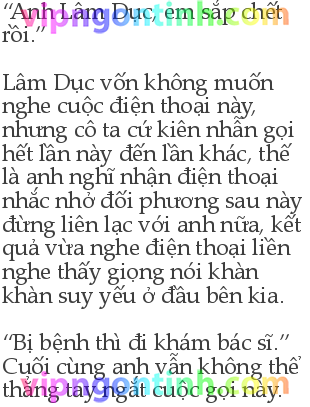 “Anh Lâm Dục, em sắp chết
rồi.”
Lâm Dục vốn không muốn
nghe cuộc điện thoại này,
nhưng cô ta cứ kiên nhẫn gọi
hết lần này đến lần khác, thế
là anh nghĩ nhận điện thoại
nhắc nhở đối phương sau này
đừng liên lạc với anh nữa, kết
quả vừa nghe điện thoại liền
nghe thấy giọng nói khàn
khàn suy yếu ở đầu bên kia.
“Bị bệnh thì đi khám bác sĩ.”
Cuối cùng anh vẫn không thể
thẳng tay ngắt cuộc gọi này.
vipngontinh.com
vipngontinh.com